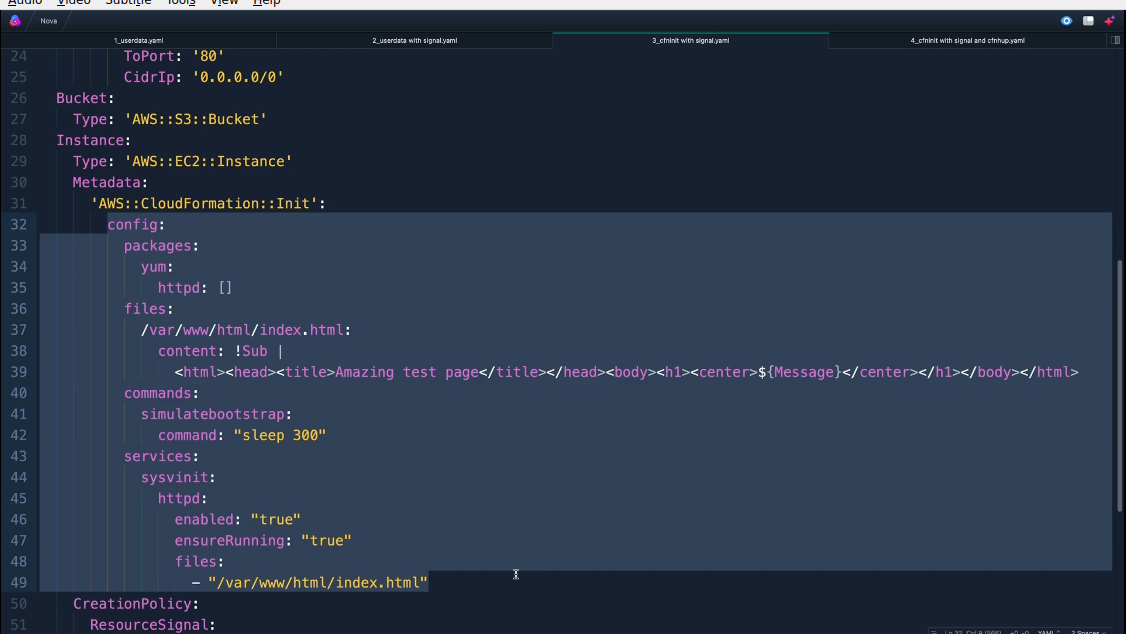 Audio Video Subtitle Tools View Help
Nova
1_userdata.yaml 2_userdata with signal.yaml 3_cfninit with signal.yaml 4_cfninit with signal and cfnhup.yaml
24 ToPort: '80'
25 CidrIp: '0.0.0.0/0'
26 Bucket:
27 Type: 'AWS::S3::Bucket'
28 Instance:
29 Type: 'AWS::EC2::Instance'
30 Metadata:
31 'AWS::CloudFormation::Init':
32 config:
33 packages:
34 yum:
35 httpd: []
36 files:
37 /var/www/html/index.html:
38 content: !Sub |
39 <html><head><title>Amazing test page</title></head><body><h1><center>${Message}</center></h1></body></html>
40 commands:
41 simulatebootstrap:
42 command: "sleep 300"
43 services:
44 sysvinit:
45 httpd:
46 enabled: "true"
47 ensureRunning: "true"
48 files:
49 – "/var/www/html/index.html"
50 CreationPolicy:
51 ResourceSignal: